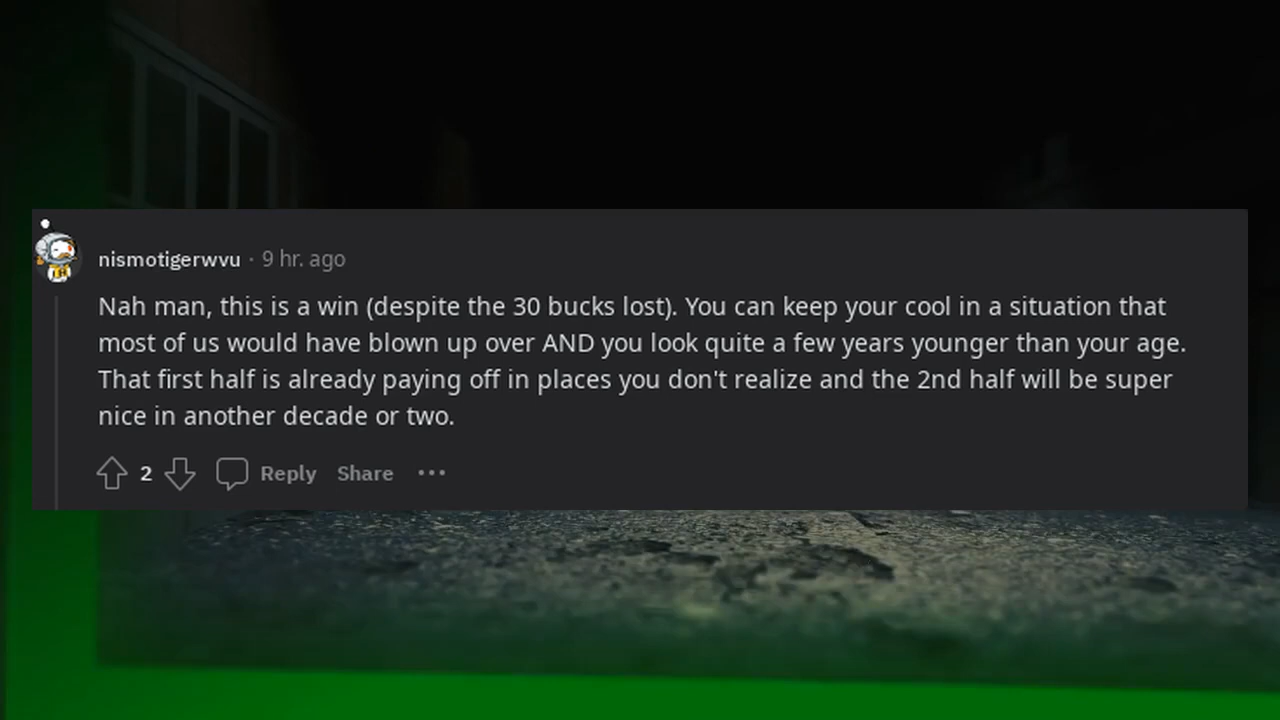 nismotigerwvu · 9 hr. ago
Nah man, this is a win (despite the 30 bucks lost). You can keep your cool in a situation that
most of us would have blown up over AND you look quite a few years younger than your age.
That first half is already paying off in places you don't realize and the 2nd half will be super
nice in another decade or two.
2 Reply Share •••